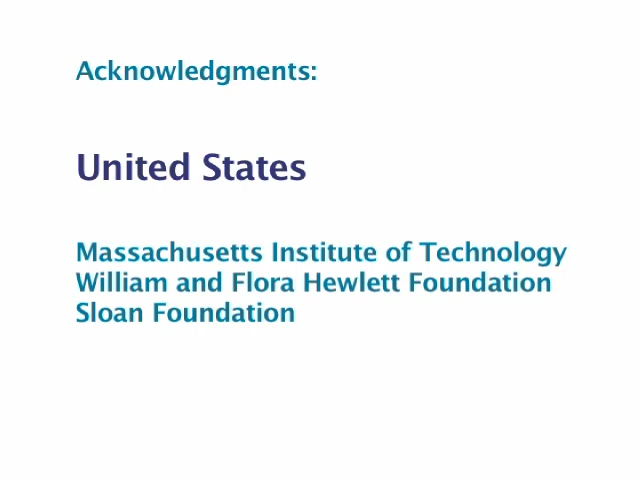 Acknowledgments:
United States
Massachusetts Institute of Technology
William and Flora Hewlett Foundation
Sloan Foundation